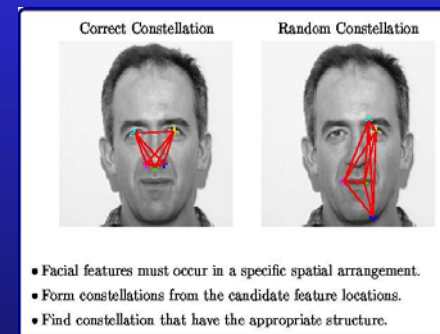 Correct Constellation
Random Constellation
• Facial features must occur in a specific spatial arrangement.
• Form constellations from the candidate feature locations.
• Find constellation that have the appropriate structure.